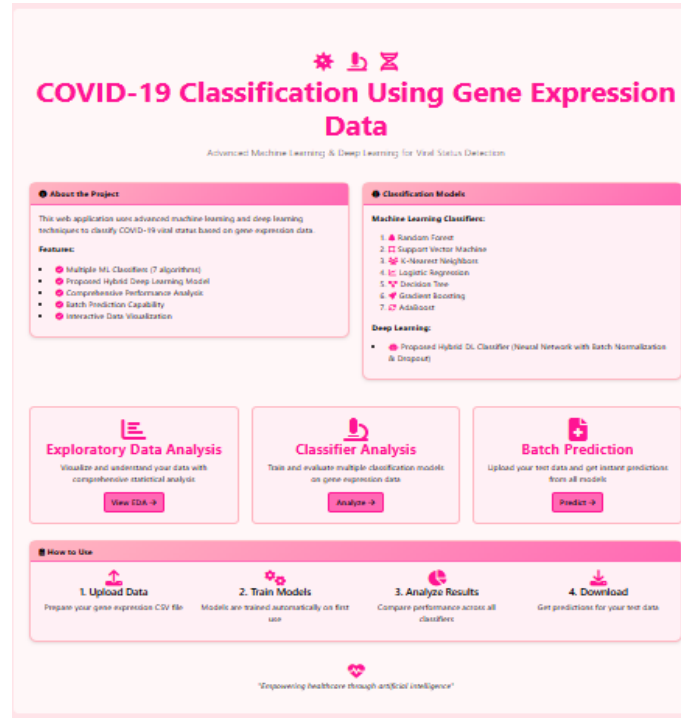 COVID-19 Classification Using Gene Expression
Data
Advanced Machine Learning & Deep Learning for Viral Status Detection
About the Project
This web application uses advanced machine learning and deep learning
techniques to classify COVID-19 viral status based on gene expression data.
Features:
Multiple ML Classifiers (7 algorithms)
Proposed Hybrid Deep Learning Model
Comprehensive Performance Analysis
Batch Prediction Capability
Interactive Data Visualization
Classification Models
Machine Learning Classifiers:
1. Random Forest
2. Support Vector Machine
3. K-Nearest Neighbors
4. Logistic Regression
5. Decision Tree
6. Gradient Boosting
7. AdaBoost
Deep Learning:
Proposed Hybrid DL Classifier (Neural Network with Batch Normalization
& Dropout)
Exploratory Data Analysis
Visualize and understand your data with
comprehensive statistical analysis
View EDA →
Classifier Analysis
Train and evaluate multiple classification models
on gene expression data
Analyze →
Batch Prediction
Upload your test data and get instant predictions
from all models
Predict →
How to Use
1. Upload Data
Prepare your gene expression CSV file
2. Train Models
Models are trained automatically on first
use
3. Analyze Results
Compare performance across all
classifiers
4. Download
Get predictions for your test data
"Empowering healthcare through artificial intelligence"